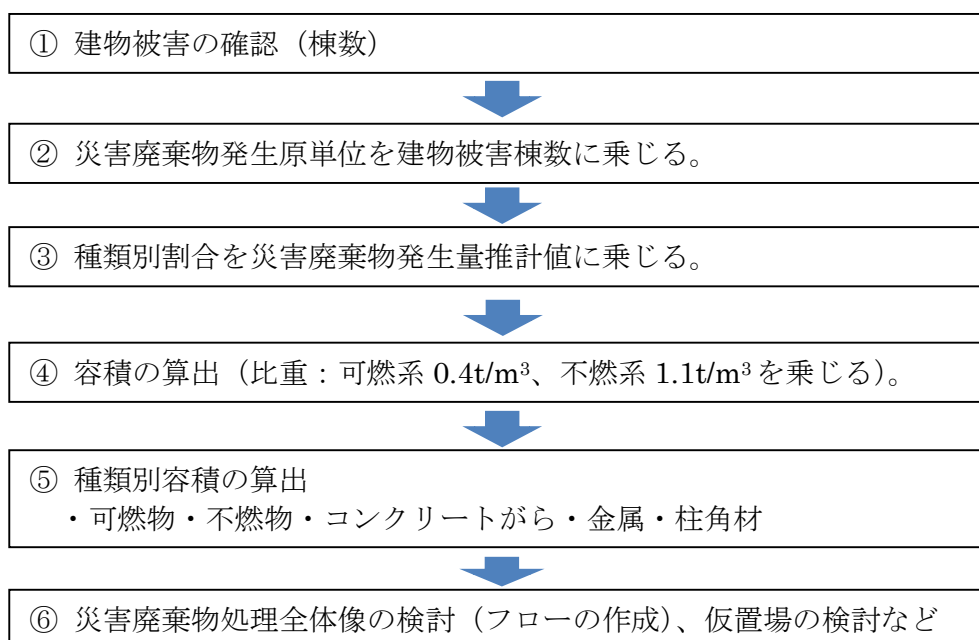 ① 建物被害の確認（棟数）
② 災害廃棄物発生原単位を建物被害棟数に乗じる。
③ 種類別割合を災害廃棄物発生量推計値に乗じる。
④ 容積の算出（比重：可燃系 0.4t/m³、不燃系 1.1t/m³を乗じる）。
⑤ 種類別容積の算出
・可燃物・不燃物・コンクリートがら・金属・柱角材
⑥ 災害廃棄物処理全体像の検討（フローの作成）、仮置場の検討など